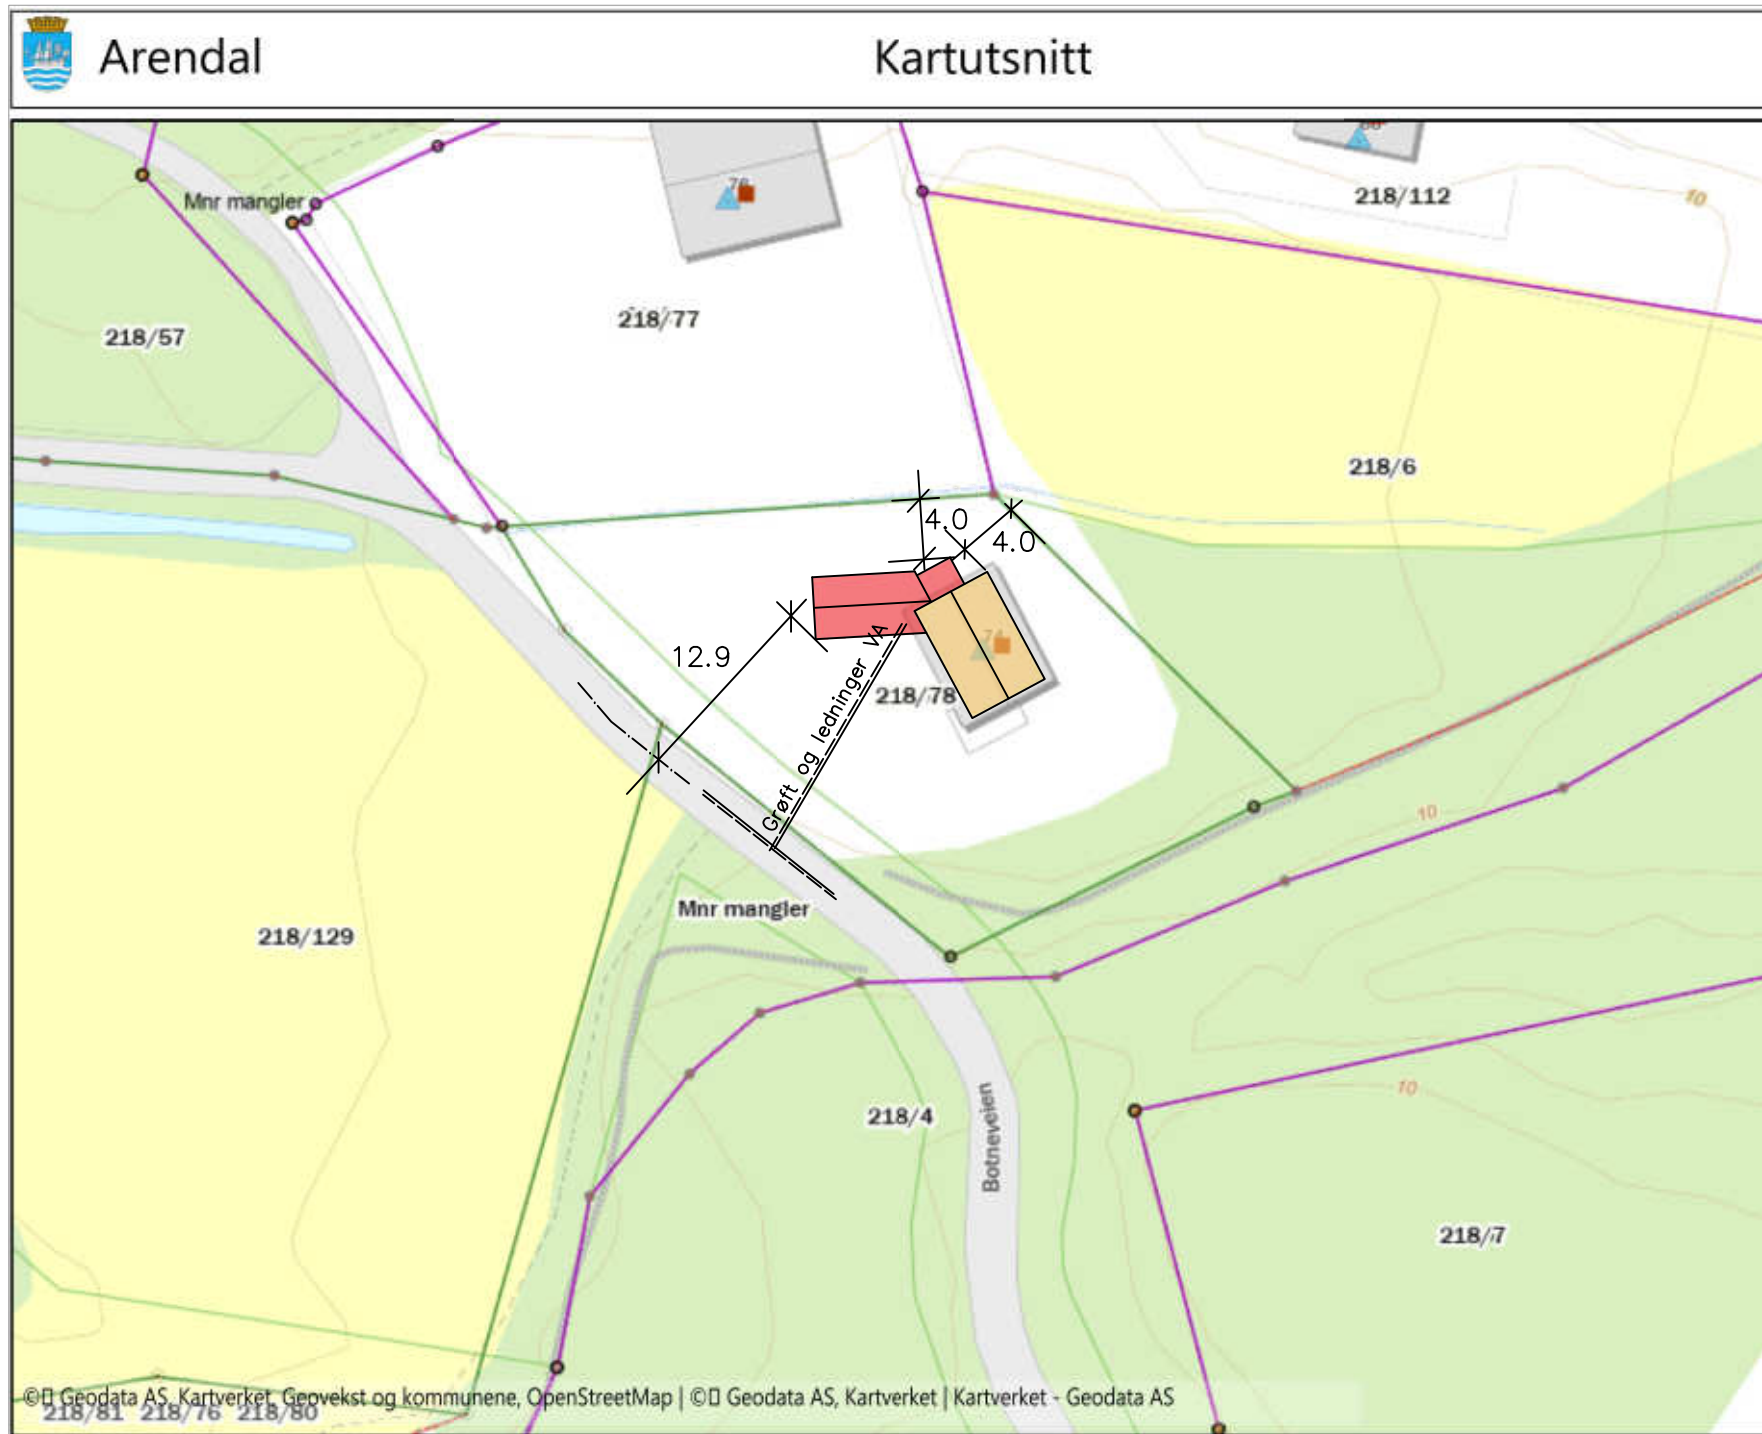 Arendal
Kartutsnitt
Mnr mangler
76
218/112
10
218/57
218/77
218/6
4.0
4.0
12.9
74
218/78
Grøft og ledninger VA
10
Mnr mangler
218/129
10
218/4
Botneveien
218/7
© Geodata AS, Kartverket, Geovekst og kommunene, OpenStreetMap | © Geodata AS, Kartverket | Kartverket - Geodata AS
218/81 218/76 218/80